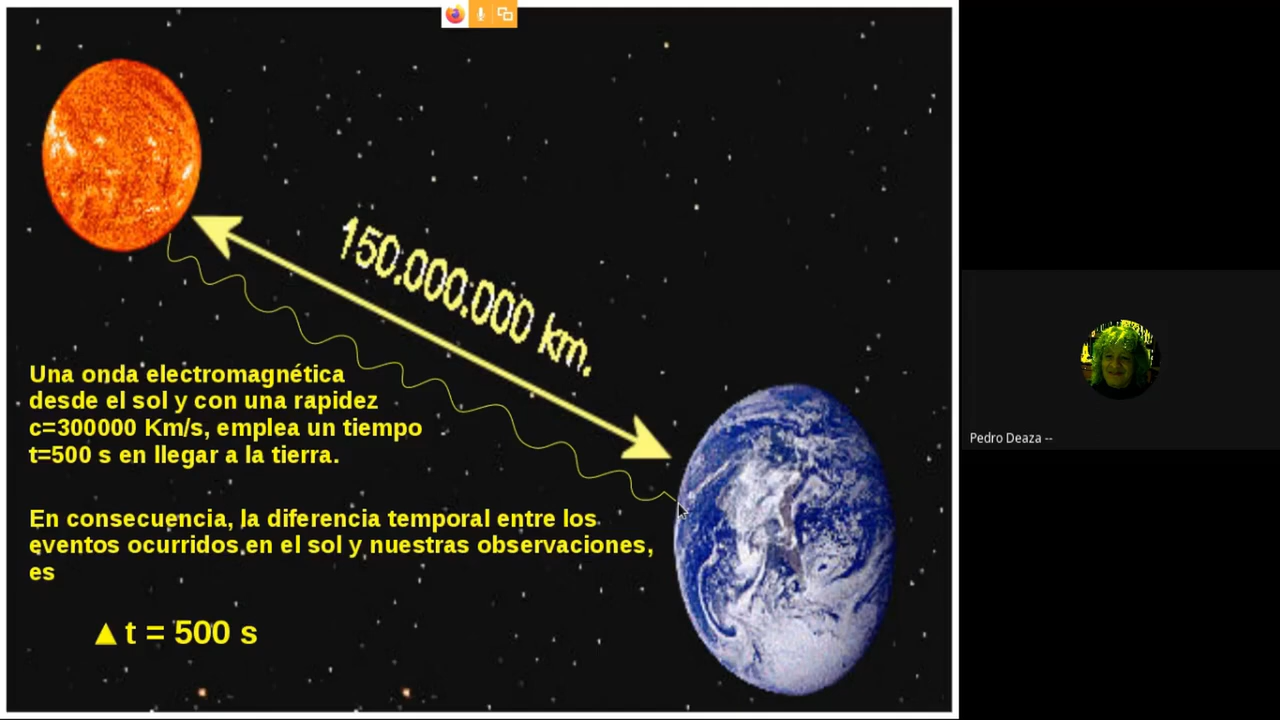 150.000.000 km.
Una onda electromagnética
desde el sol y con una rapidez
c=300000 Km/s, emplea un tiempo
t=500 s en llegar a la tierra.
En consecuencia, la diferencia temporal entre los
eventos ocurridos en el sol y nuestras observaciones,
es
▲t = 500 s
Pedro Deaza --